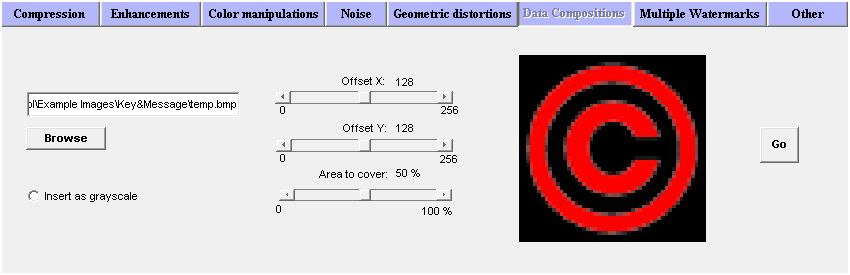 Compression Enhancements Color manipulations Noise Geometric distortions Data Compositions Multiple Watermarks Other
Offset X: 128
0 256
ol\Example Images\Key&Message\temp.bmp
Browse
Offset Y: 128
0 256
Go
Area to cover: 50 %
Insert as grayscale
0 100 %